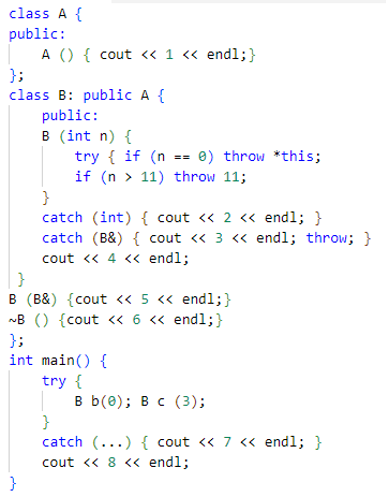 class A {
public:
    A () { cout << 1 << endl;}
};
class B: public A {
    public:
    B (int n) {
        try { if (n == 0) throw *this;
        if (n > 11) throw 11;
    }
    catch (int) { cout << 2 << endl; }
    catch (B&) { cout << 3 << endl; throw; }
    cout << 4 << endl;
 }
B (B&) {cout << 5 << endl;}
~B () {cout << 6 << endl;}
};
int main() {
    try {
        B b(0); B c (3);
    }
    catch (...) { cout << 7 << endl; }
    cout << 8 << endl;
}